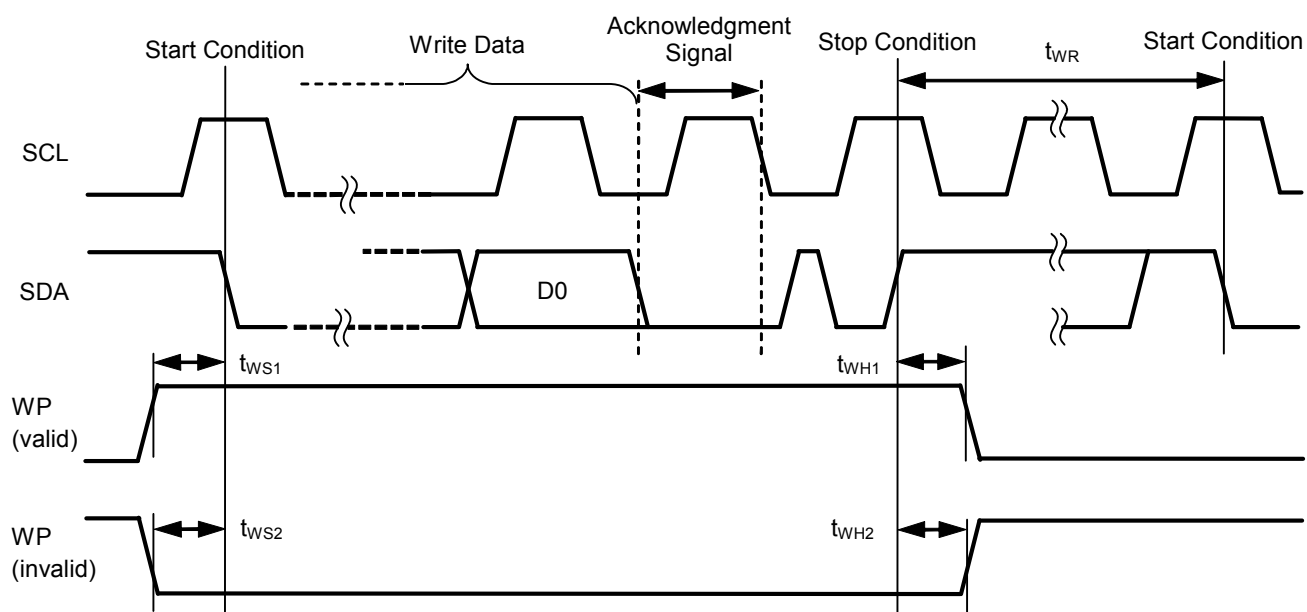 Start Condition
Write Data
Acknowledgment
Signal
Stop Condition
tWR
Start Condition
SCL
SDA
D0
tWS1
tWH1
WP
(valid)
tWS2
tWH2
WP
(invalid)